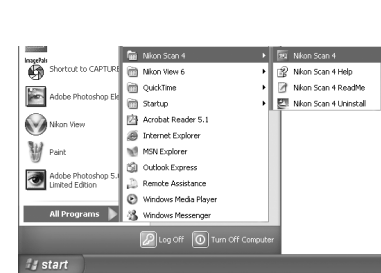 ImagePals
Shortcut to CAPTURE
Adobe Photoshop Ele
Nikon View
Paint
Adobe Photoshop 5.
Limited Edition
All Programs
Nikon Scan 4
Nikon View 6
QuickTime
Startup
Acrobat Reader 5.1
Internet Explorer
MSN Explorer
Outlook Express
Remote Assistance
Windows Media Player
Windows Messenger
Nikon Scan 4
Nikon Scan 4 Help
Nikon Scan 4 ReadMe
Nikon Scan 4 Uninstall
Log Off
Turn Off Computer
start